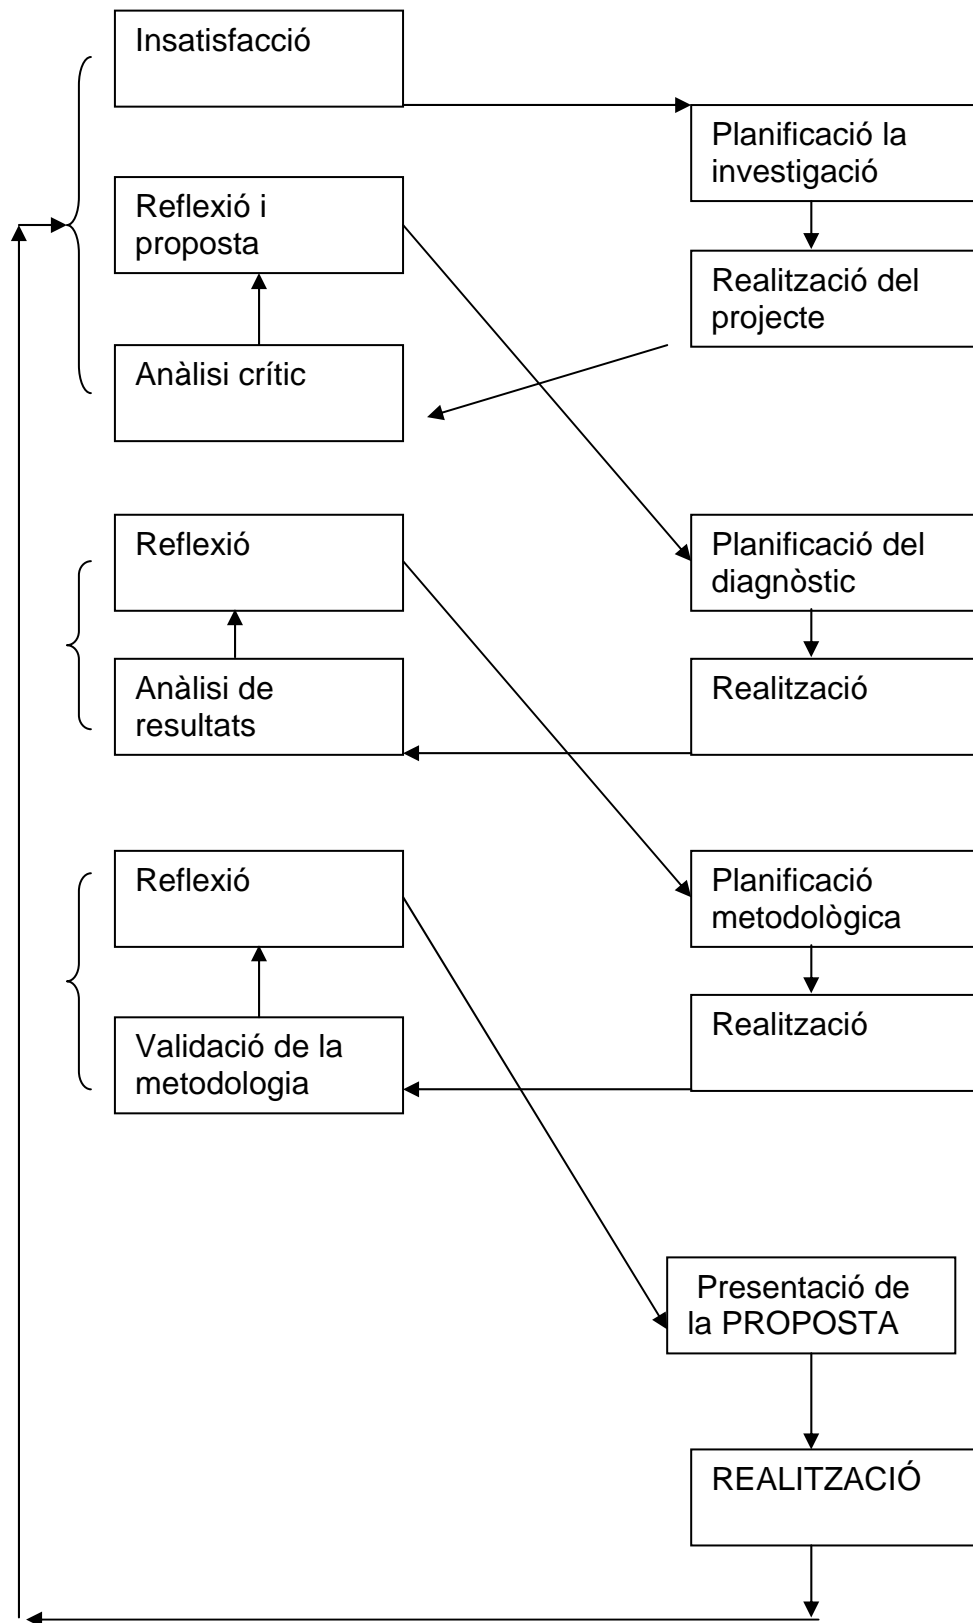 Insatisfacció
Planificació la
investigació
Reflexió i
proposta
Realització del
projecte
Anàlisi crític
Reflexió
Planificació del
diagnòstic
Anàlisi de
resultats
Realització
Reflexió
Planificació
metodològica
Validació de la
metodologia
Realització
Presentació de
la PROPOSTA
REALITZACIÓ